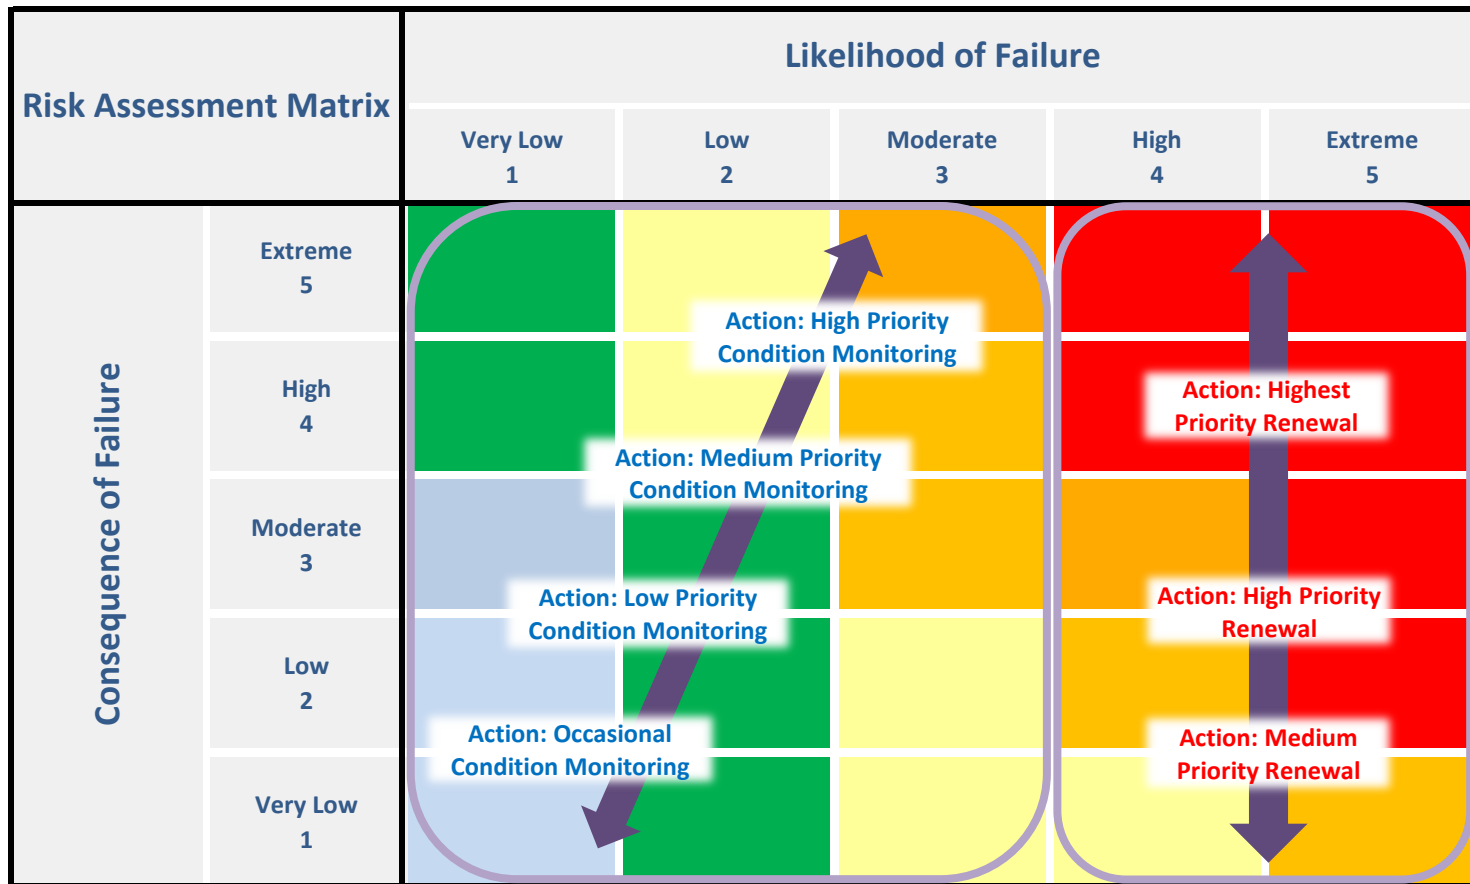 Risk Assessment Matrix
Likelihood of Failure
Very Low
1
Low
2
Moderate
3
High
4
Extreme
5
Consequence of Failure
Extreme
5
High
4
Moderate
3
Low
2
Very Low
1
Action: High Priority
Condition Monitoring
Action: Medium Priority
Condition Monitoring
Action: Low Priority
Condition Monitoring
Action: Occasional
Condition Monitoring
Action: Highest
Priority Renewal
Action: High Priority
Renewal
Action: Medium
Priority Renewal